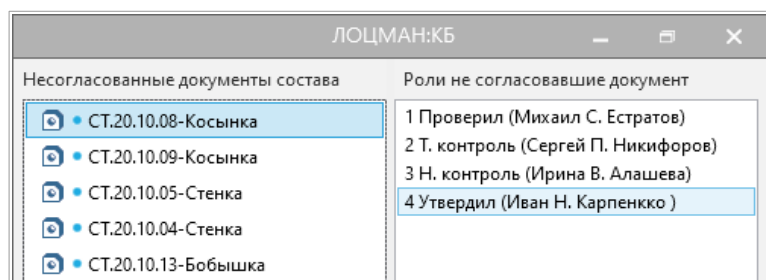 ЛОЦМАН:КБ
Несогласованные документы состава
СТ.20.10.08-Косынка
СТ.20.10.09-Косынка
СТ.20.10.05-Стенка
СТ.20.10.04-Стенка
СТ.20.10.13-Бобышка
Роли не согласовавшие документ
1 Проверил (Михаил С. Естратов)
2 Т. контроль (Сергей П. Никифоров)
3 Н. контроль (Ирина В. Алашева)
4 Утвердил (Иван Н. Карпенкко )